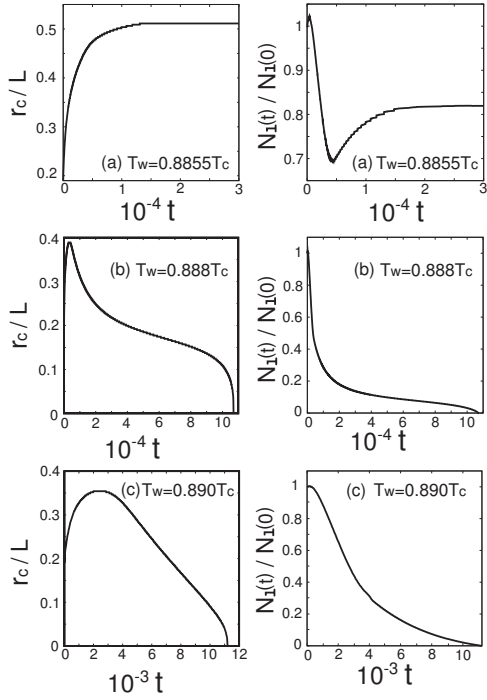 0.5
0.4
0.3
0.2
r_c / L
(a) T_W=0.8855T_C
0 1 2 3
10^-4 t
1
0.9
0.8
0.7
N_1(t) / N_1(0)
(a) T_W=0.8855T_C
0 1 2 3
10^-4 t
0.4
0.3
0.2
0.1
0
r_c / L
(b) T_W=0.888T_C
0 2 4 6 8 10
10^-4 t
1
0.8
0.6
0.4
0.2
0
N_1(t) / N_1(0)
(b) T_W=0.888T_C
0 2 4 6 8 10
10^-4 t
0.4
0.3
0.2
0.1
0
r_c / L
(c) T_W=0.890T_C
0 2 4 6 8 10 12
10^-3 t
1
0.8
0.6
0.4
0.2
0
N_1(t) / N_1(0)
(c) T_W=0.890T_C
0 2 4 6 8 10
10^-3 t